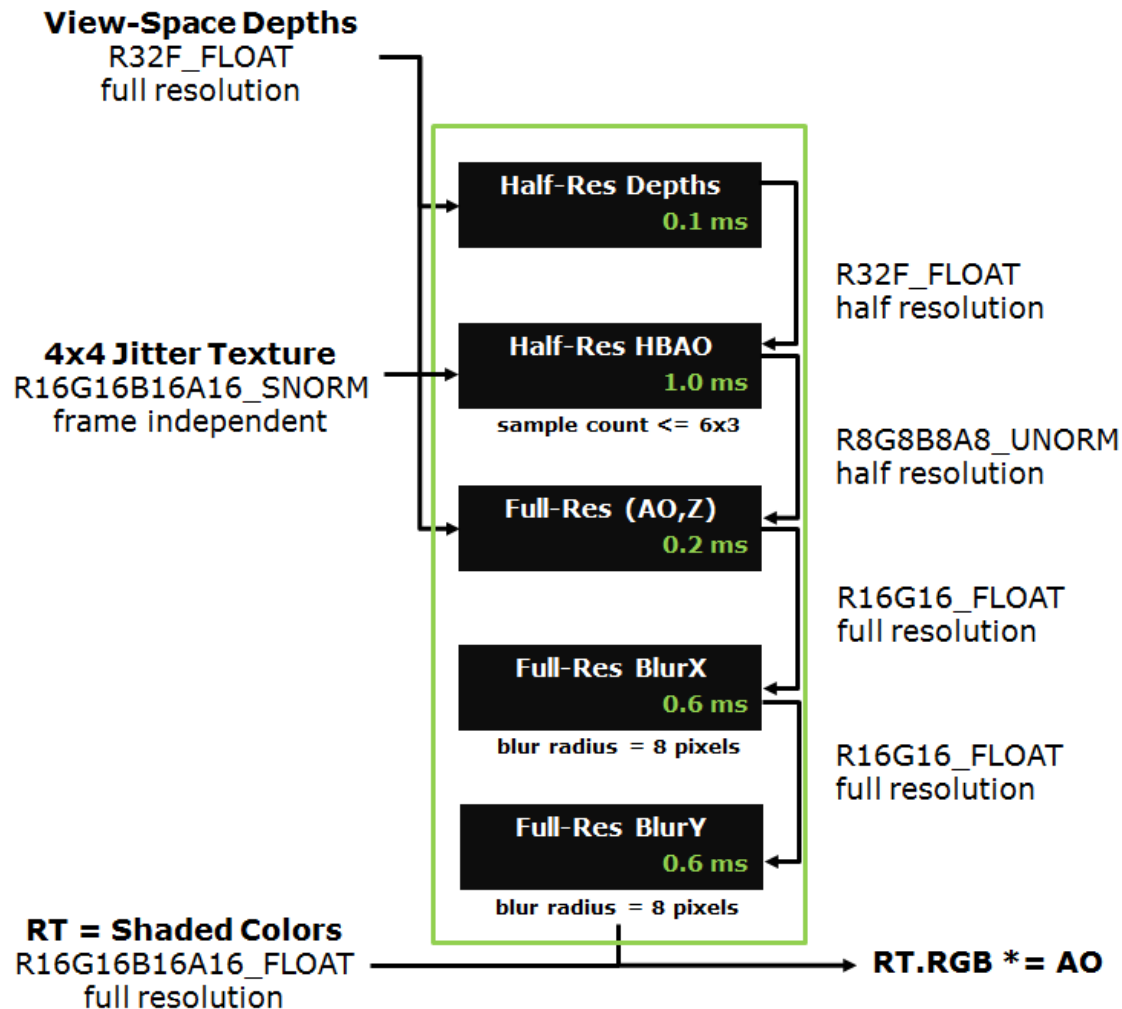 View-Space Depths
R32F_FLOAT
full resolution
Half-Res Depths
0.1 ms
R32F_FLOAT
half resolution
4x4 Jitter Texture
R16G16B16A16_SNORM
frame independent
Half-Res HBAO
1.0 ms
sample count <= 6x3
R8G8B8A8_UNORM
half resolution
Full-Res (AO,Z)
0.2 ms
R16G16_FLOAT
full resolution
Full-Res BlurX
0.6 ms
blur radius = 8 pixels
R16G16_FLOAT
full resolution
Full-Res BlurY
0.6 ms
blur radius = 8 pixels
RT = Shaded Colors
R16G16B16A16_FLOAT
full resolution
RT.RGB *= AO